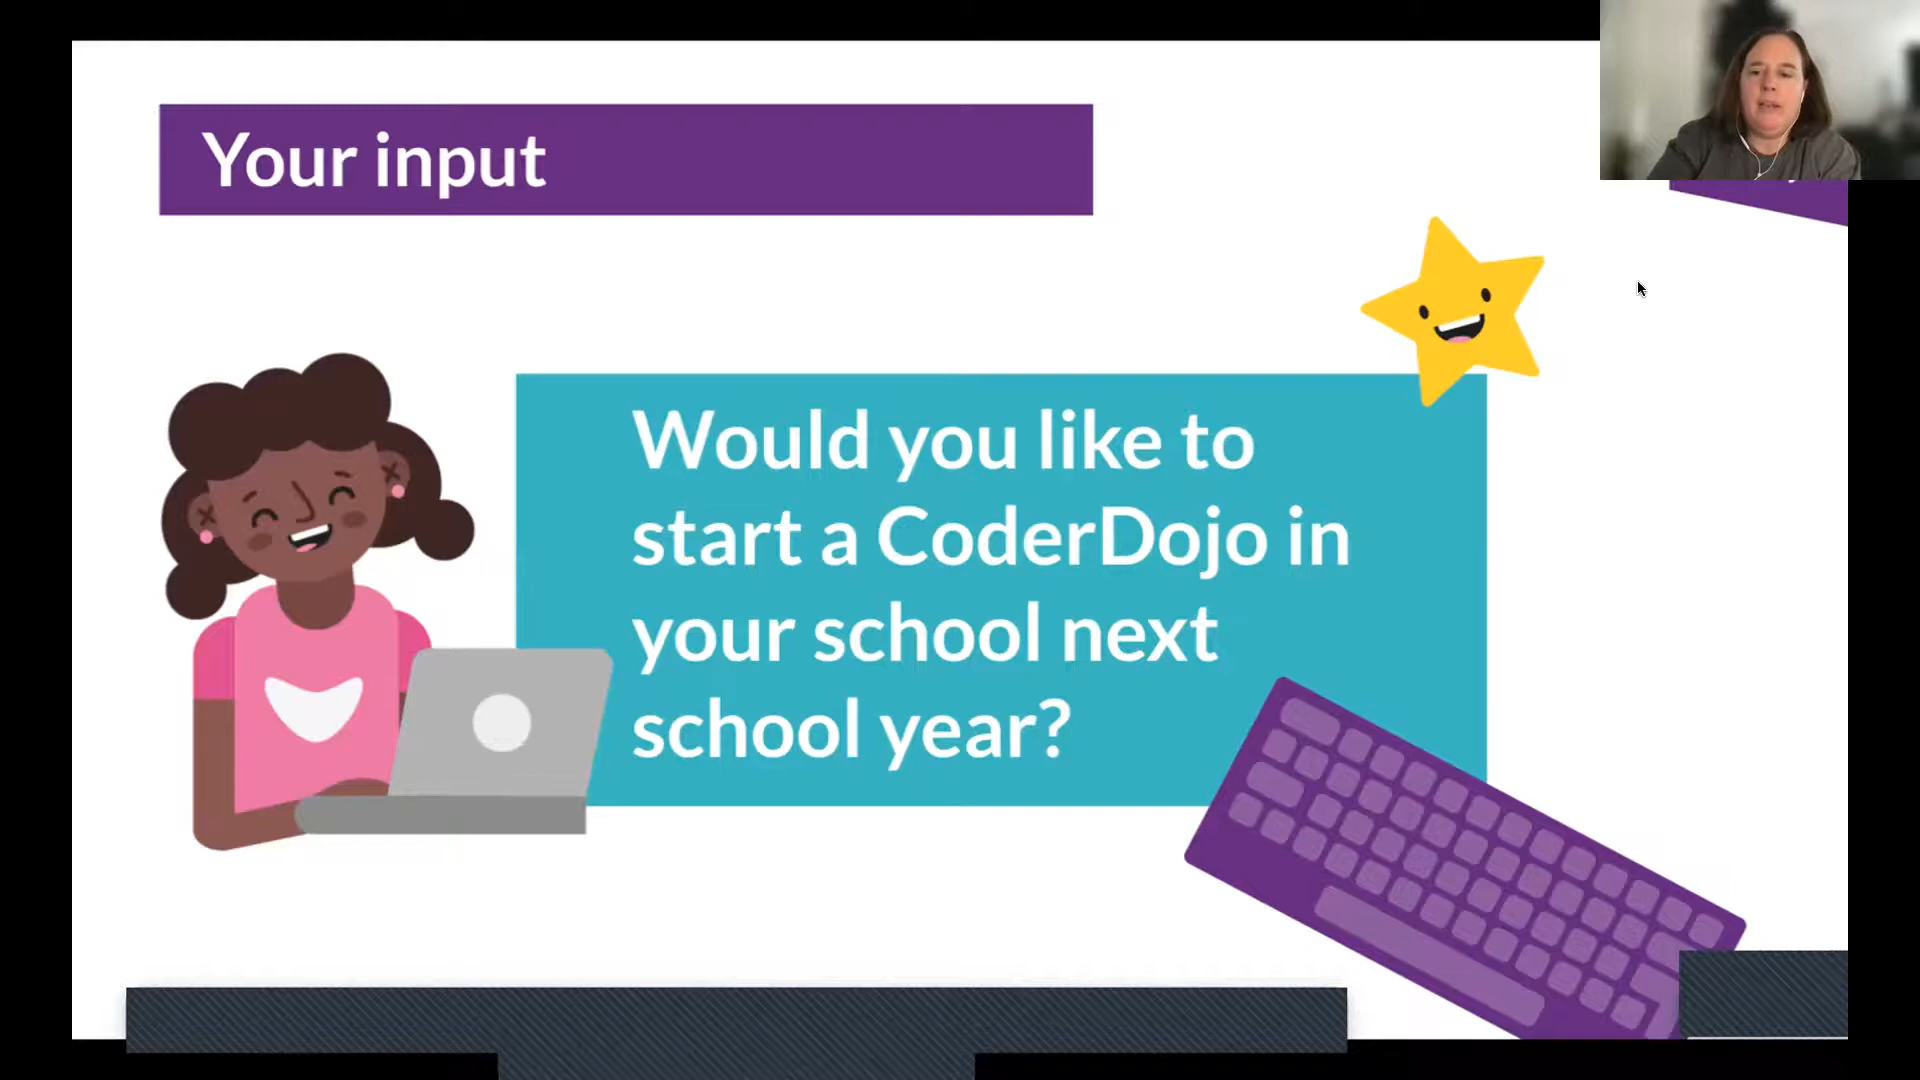 Your input
Would you like to
start a CoderDojo in
your school next
school year?